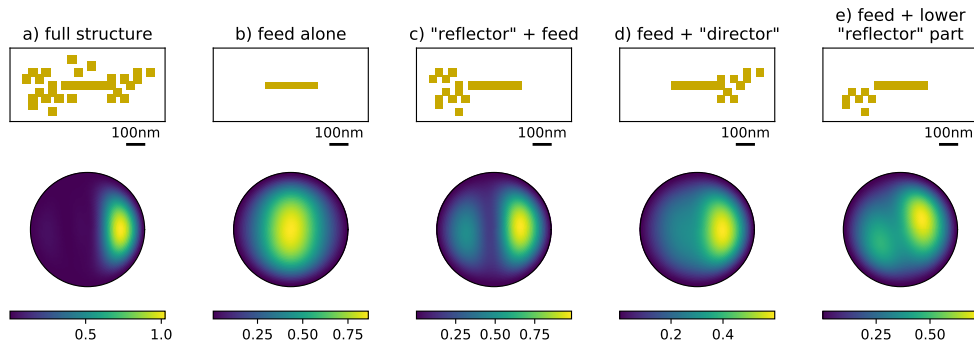 a) full structure
b) feed alone
c) "reflector" + feed
d) feed + "director"
e) feed + lower
"reflector" part
100nm
100nm
100nm
100nm
100nm
0.5 1.0
0.25 0.50 0.75
0.25 0.50 0.75
0.2 0.4
0.25 0.50